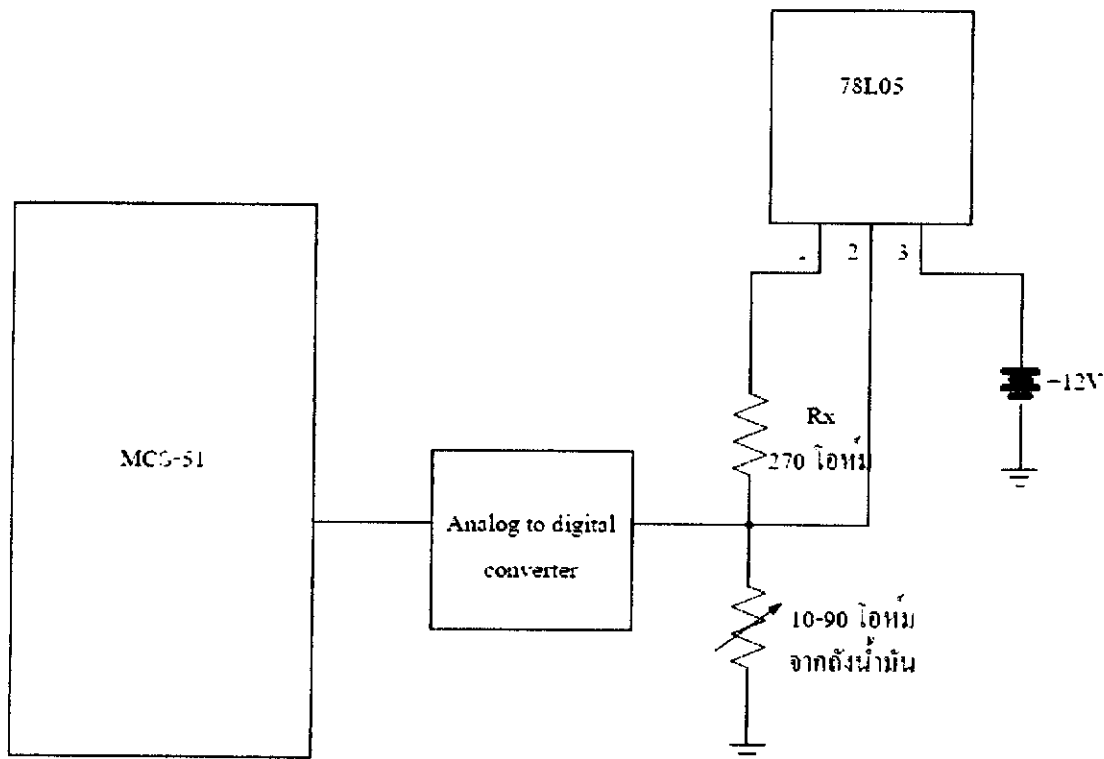 78L05
2
3
-12V
Rx
270 โอห์ม
MCS-51
Analog to digital
converter
10-90 โอห์ม
จากถังน้ำมัน